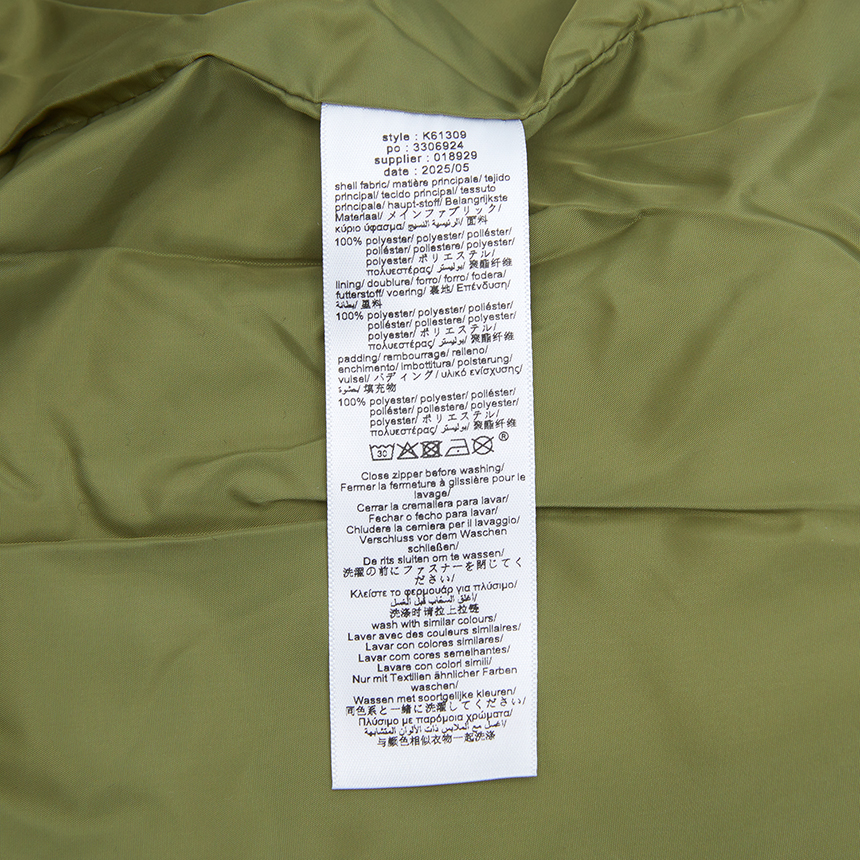 style : K61309
po : 3306924
supplier : 018929
date : 2025/05
shell fabric/ matière principale/ tejido
principal/ tecido principal/ tessuto
principale/ haupt-stoff/ Belangrijkste
Materiaal/ メインファブリック/
κύριο ύφασμα/ الرئيسية النسيج/ 面料
100% polyester/ polyester/ poliéster/
poliéster/ poliestere/ polyester/
polyester/ ポリエステル/
πολυεστέρας/ بوليستر/ 聚酯纤维
lining/ doublure/ forro/ forro/ fodera/
futterstoff/ voering/ 裏地/ Επένδυση/
بطانة/ 里料
100% polyester/ polyester/ poliéster/
poliéster/ poliestere/ polyester/
polyester/ ポリエステル/
πολυεστέρας/ بوليستر/ 聚酯纤维
padding/ rembourrage/ relleno/
enchimento/ imbottitura/ polsterung/
vulsel/ パディング/ υλικό ενίσχυσης/
حشوة/ 填充物
100% polyester/ polyester/ poliéster/
poliéster/ poliestere/ polyester/
polyester/ ポリエステル/
πολυεστέρας/ بوليستر/ 聚酯纤维
30 ®
Close zipper before washing/
Fermer la fermeture à glissière pour le
lavage/
Cerrar la cremallera para lavar/
Fechar o fecho para lavar/
Chiudere la cerniera per il lavaggio/
Verschluss vor dem Waschen
schließen/
De rits sluiten om te wassen/
洗濯の前にファスナーを閉じてく
ださい/
Κλείστε το φερμουάρ για πλύσιμο/
أغلق السحاب قبل الغسل/
洗涤时请拉上拉链
wash with similar colours/
Laver avec des couleurs similaires/
Lavar con colores similares/
Lavar com cores semelhantes/
Lavare con colori simili/
Nur mit Textilien ähnlicher Farben
waschen/
Wassen met soortgelijke kleuren/
同色系と一緒に洗濯してください/
Πλύσιμο με παρόμοια χρώματα/
اغسل مع الملابس ذات الألوان المتشابهة/
与颜色相似衣物一起洗涤